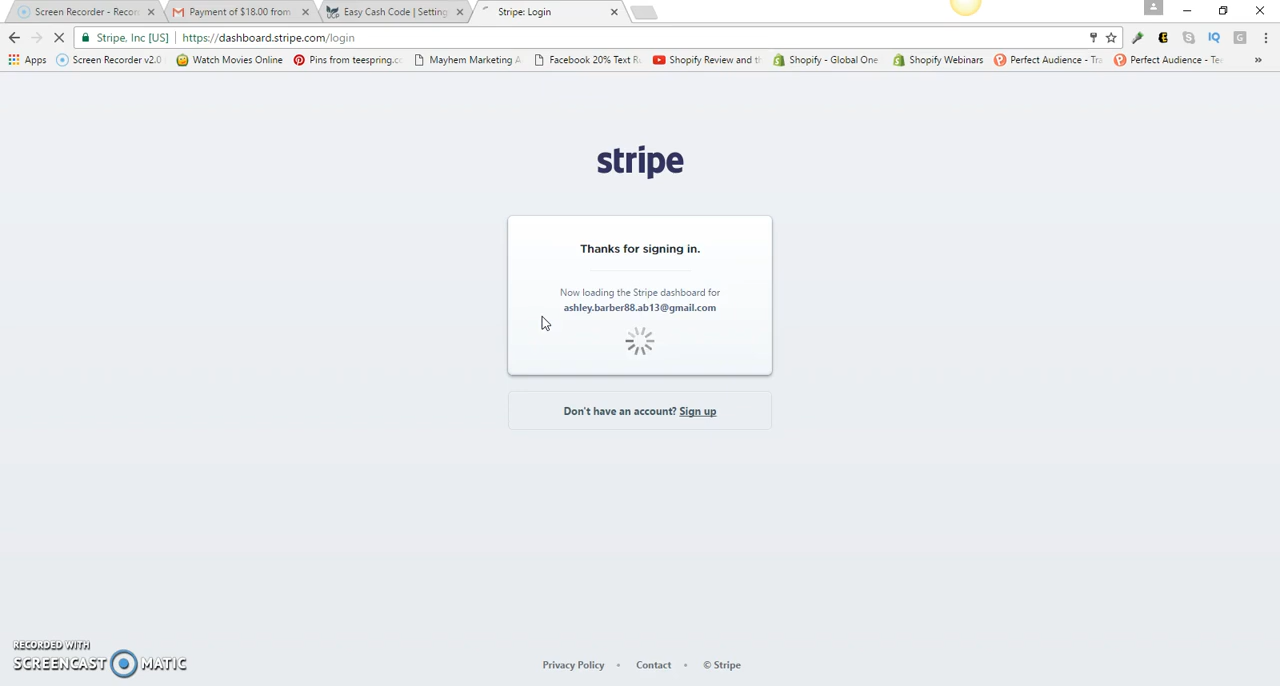 Screen Recorder - Recor
Payment of $18.00 from
Easy Cash Code | Setting
Stripe: Login
Stripe, Inc [US] | https://dashboard.stripe.com/login
Apps Screen Recorder v2.0 Watch Movies Online Pins from teespring.c Mayhem Marketing A Facebook 20% Text R Shopify Review and th Shopify - Global One Shopify Webinars Perfect Audience - Tra Perfect Audience - Te »
stripe
Thanks for signing in.
Now loading the Stripe dashboard for
ashley.barber88.ab13@gmail.com
Don't have an account? Sign up
RECORDED WITH
SCREENCAST MATIC
Privacy Policy • Contact • © Stripe